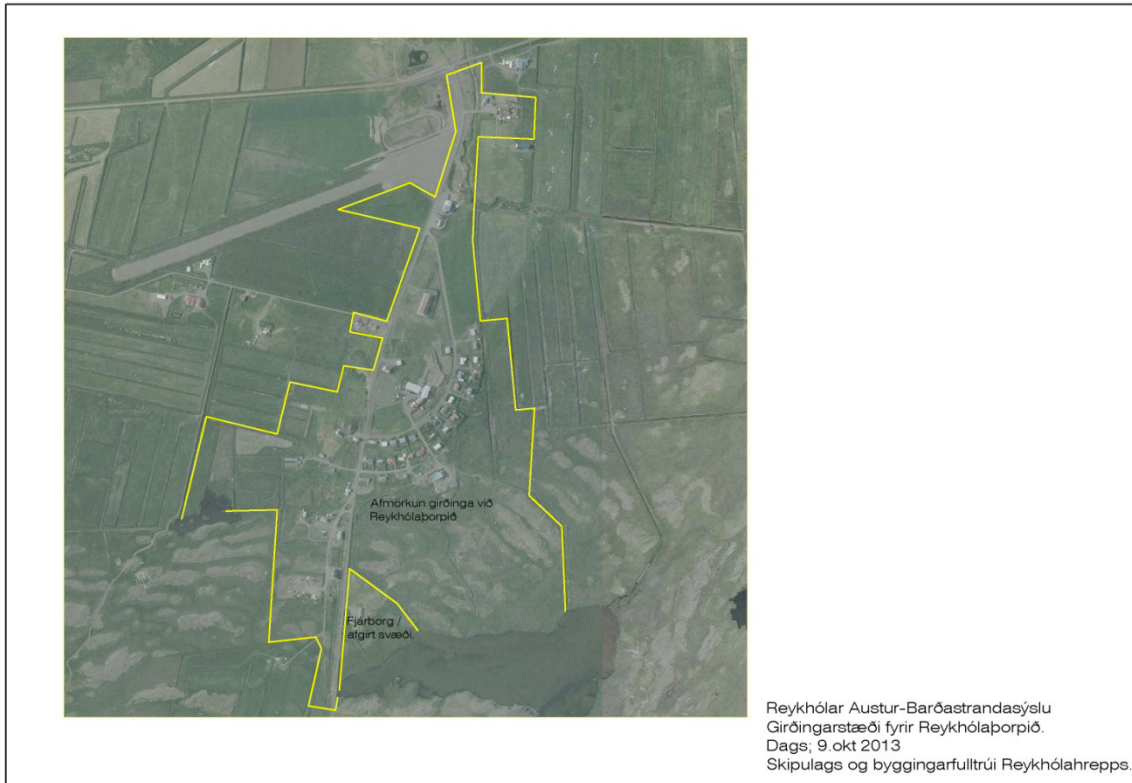 Afmörkun girðinga við
Reykhólaþorpið
Fjárborg /
afgirt svæði.
Reykhólar Austur-Barðastrandasýslu
Girðingarstæði fyrir Reykhólaþorpið.
Dags; 9.okt 2013
Skipulags og byggingarfulltrúi Reykhólahrepps.